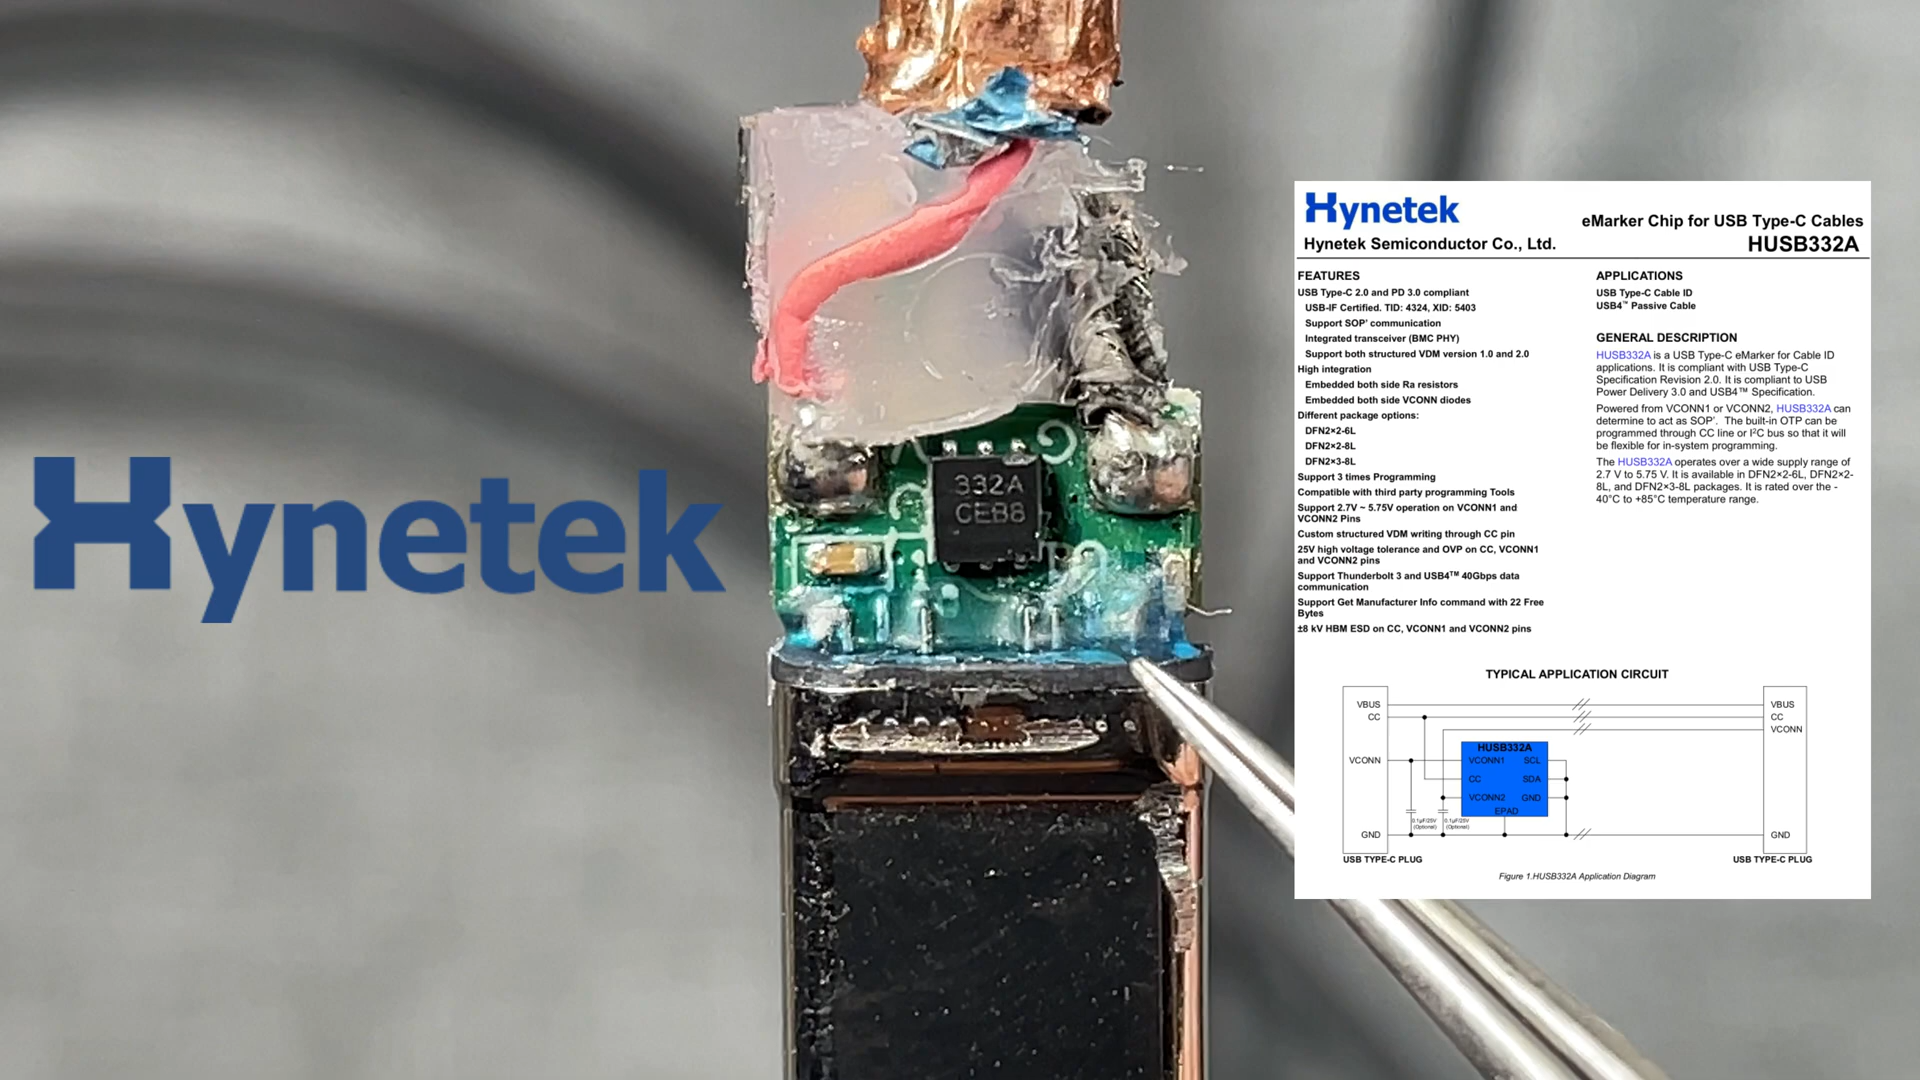 Hynetek
332A
CEB8
Hynetek
Hynetek Semiconductor Co., Ltd.
eMarker Chip for USB Type-C Cables
HUSB332A
FEATURES
USB Type-C 2.0 and PD 3.0 compliant
USB-IF Certified. TID: 4324, XID: 5403
Support SOP' communication
Integrated transceiver (BMC PHY)
Support both structured VDM version 1.0 and 2.0
High integration
Embedded both side Ra resistors
Embedded both side VCONN diodes
Different package options:
DFN2×2-6L
DFN2×2-8L
DFN2×3-8L
Support 3 times Programming
Compatible with third party programming Tools
Support 2.7V ~ 5.75V operation on VCONN1 and
VCONN2 Pins
Custom structured VDM writing through CC pin
25V high voltage tolerance and OVP on CC, VCONN1
and VCONN2 pins
Support Thunderbolt 3 and USB4™ 40Gbps data
communication
Support Get Manufacturer Info command with 22 Free
Bytes
±8 kV HBM ESD on CC, VCONN1 and VCONN2 pins
APPLICATIONS
USB Type-C Cable ID
USB4™ Passive Cable
GENERAL DESCRIPTION
HUSB332A is a USB Type-C eMarker for Cable ID
applications. It is compliant with USB Type-C
Specification Revision 2.0. It is compliant to USB
Power Delivery 3.0 and USB4™ Specification.
Powered from VCONN1 or VCONN2, HUSB332A can
determine to act as SOP'. The built-in OTP can be
programmed through CC line or I²C bus so that it will
be flexible for in-system programming.
The HUSB332A operates over a wide supply range of
2.7 V to 5.75 V. It is available in DFN2×2-6L, DFN2×2-
8L, and DFN2×3-8L packages. It is rated over the -
40°C to +85°C temperature range.
TYPICAL APPLICATION CIRCUIT
VBUS
CC
VCONN
GND
USB TYPE-C PLUG
HUSB332A
VCONN1 SCL
CC SDA
VCONN2 GND
EPAD
0.1µF/25V
(Optional)
0.1µF/25V
(Optional)
VBUS
CC
VCONN
GND
USB TYPE-C PLUG
Figure 1.HUSB332A Application Diagram